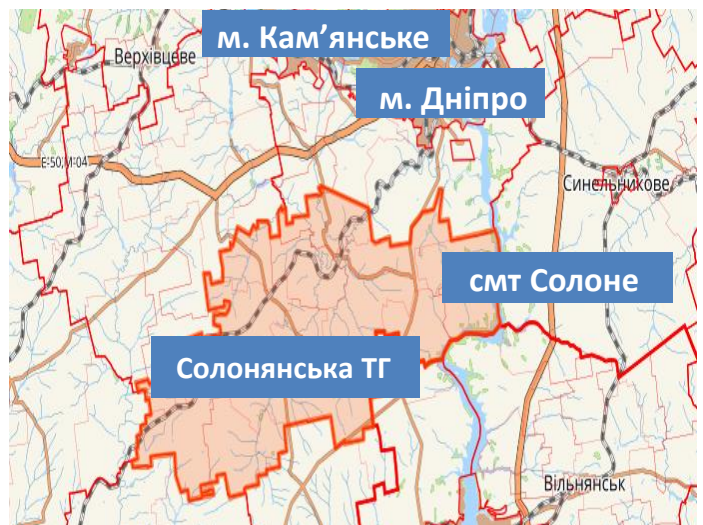 м. Кам’янське
Верхівцеве
м. Дніпро
E-50;M-04
Синельникове
смт Солоне
Солонянська ТГ
Вільнянськ